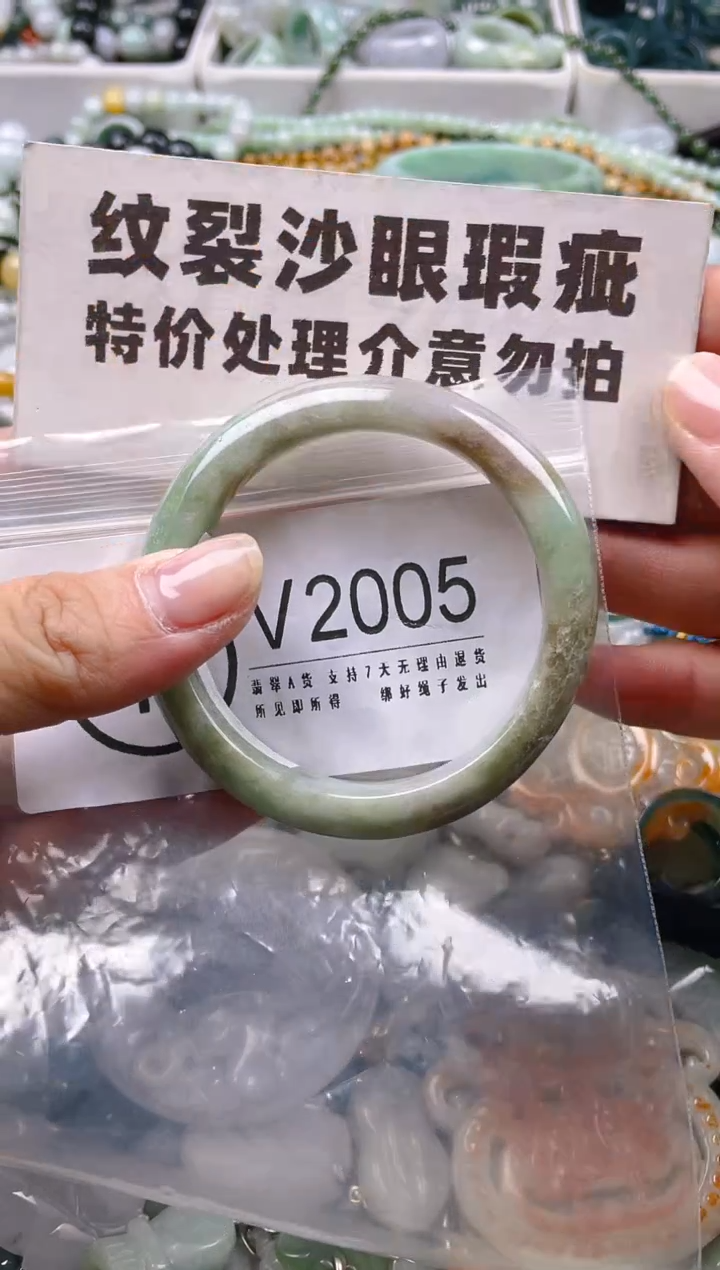 纹裂沙眼瑕疵
特价处理介意勿拍
V2005
翡翠A货 支持7天无理由退货
所见即所得 绑好绳子发出